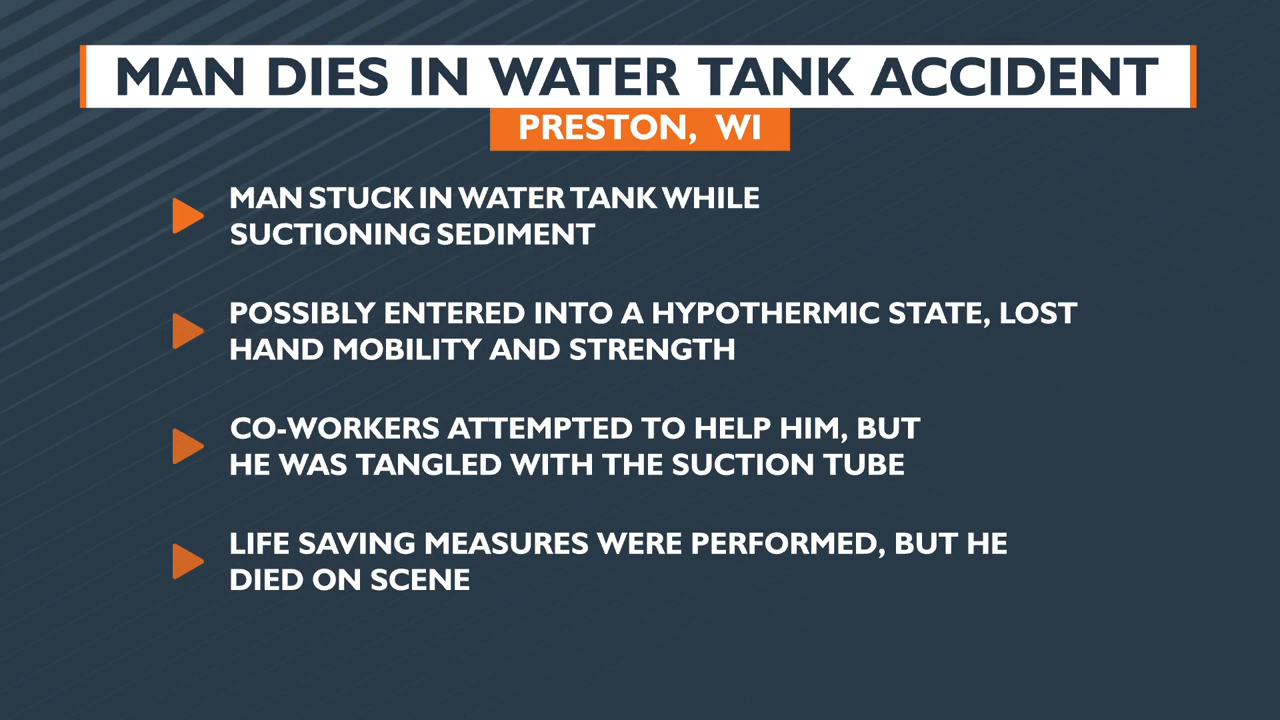 MAN DIES IN WATER TANK ACCIDENT
PRESTON, WI
MAN STUCK IN WATER TANK WHILE
SUCTIONING SEDIMENT
POSSIBLY ENTERED INTO A HYPOTHERMIC STATE, LOST
HAND MOBILITY AND STRENGTH
CO-WORKERS ATTEMPTED TO HELP HIM, BUT
HE WAS TANGLED WITH THE SUCTION TUBE
LIFE SAVING MEASURES WERE PERFORMED, BUT HE
DIED ON SCENE